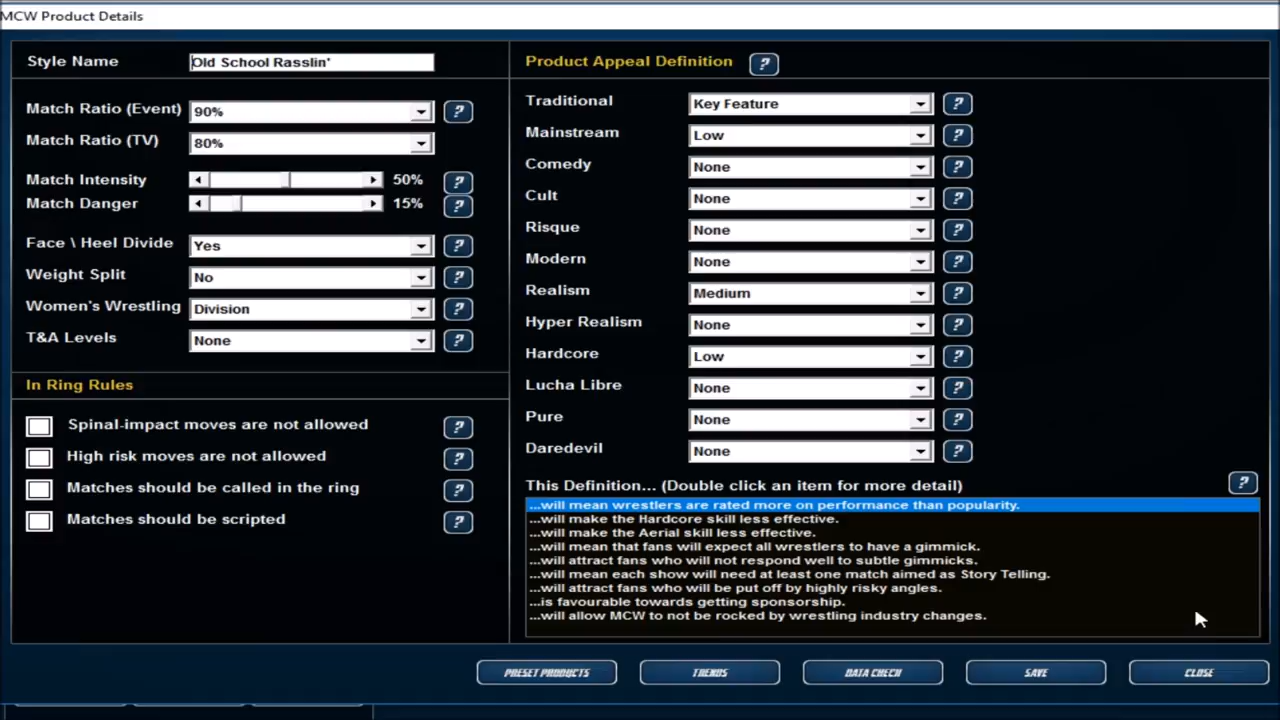 MCW Product Details
Style Name Old School Rasslin'
Match Ratio (Event) 90% ?
Match Ratio (TV) 80%
Match Intensity 50% ?
Match Danger 15% ?
Face \ Heel Divide Yes ?
Weight Split No ?
Women's Wrestling Division ?
T&A Levels None ?
In Ring Rules
Spinal-impact moves are not allowed ?
High risk moves are not allowed ?
Matches should be called in the ring ?
Matches should be scripted ?
Product Appeal Definition ?
Traditional Key Feature ?
Mainstream Low ?
Comedy None ?
Cult None ?
Risque None ?
Modern None ?
Realism Medium ?
Hyper Realism None ?
Hardcore Low ?
Lucha Libre None ?
Pure None ?
Daredevil None ?
This Definition... (Double click an item for more detail) ?
...will mean wrestlers are rated more on performance than popularity.
...will make the Hardcore skill less effective.
...will make the Aerial skill less effective.
...will mean that fans will expect all wrestlers to have a gimmick.
...will attract fans who will not respond well to subtle gimmicks.
...will mean each show will need at least one match aimed as Story Telling.
...will attract fans who will be put off by highly risky angles.
...is favourable towards getting sponsorship.
...will allow MCW to not be rocked by wrestling industry changes.
PRESET PRODUCTS TRENDS DATA CHECK SAVE CLOSE